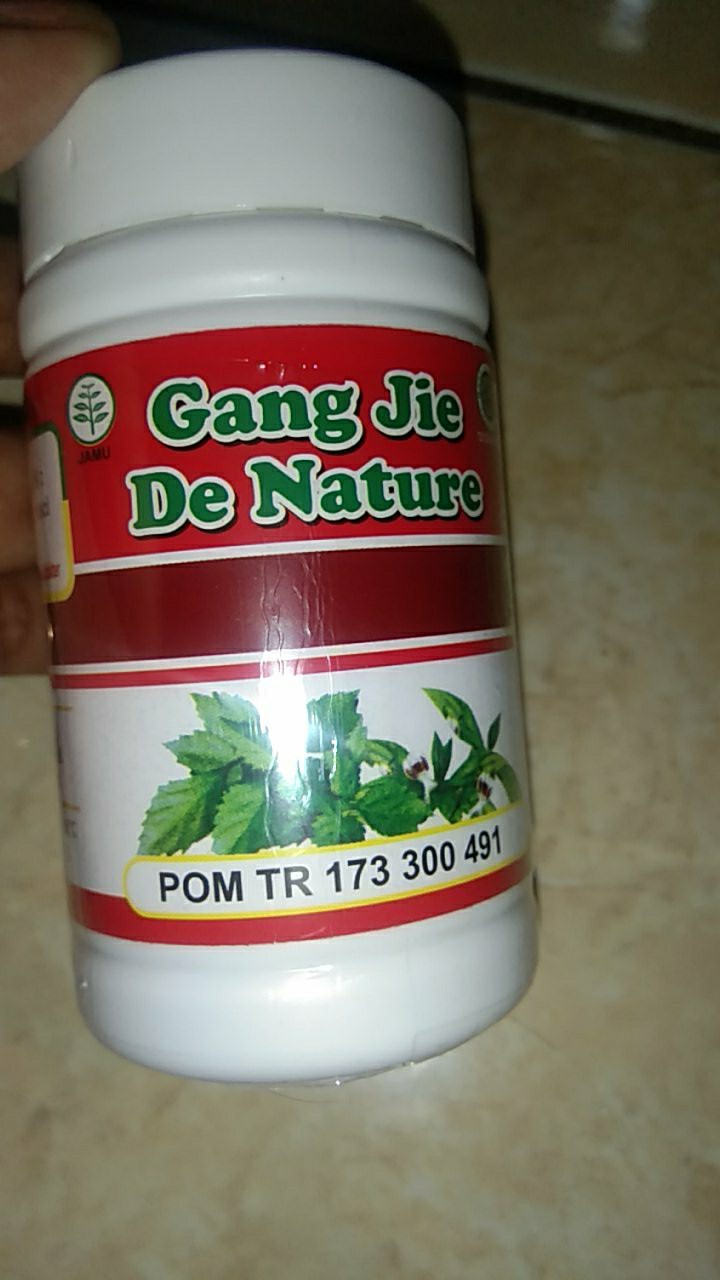 JAMU
Gang Jie
De Nature
POM TR 173 300 491